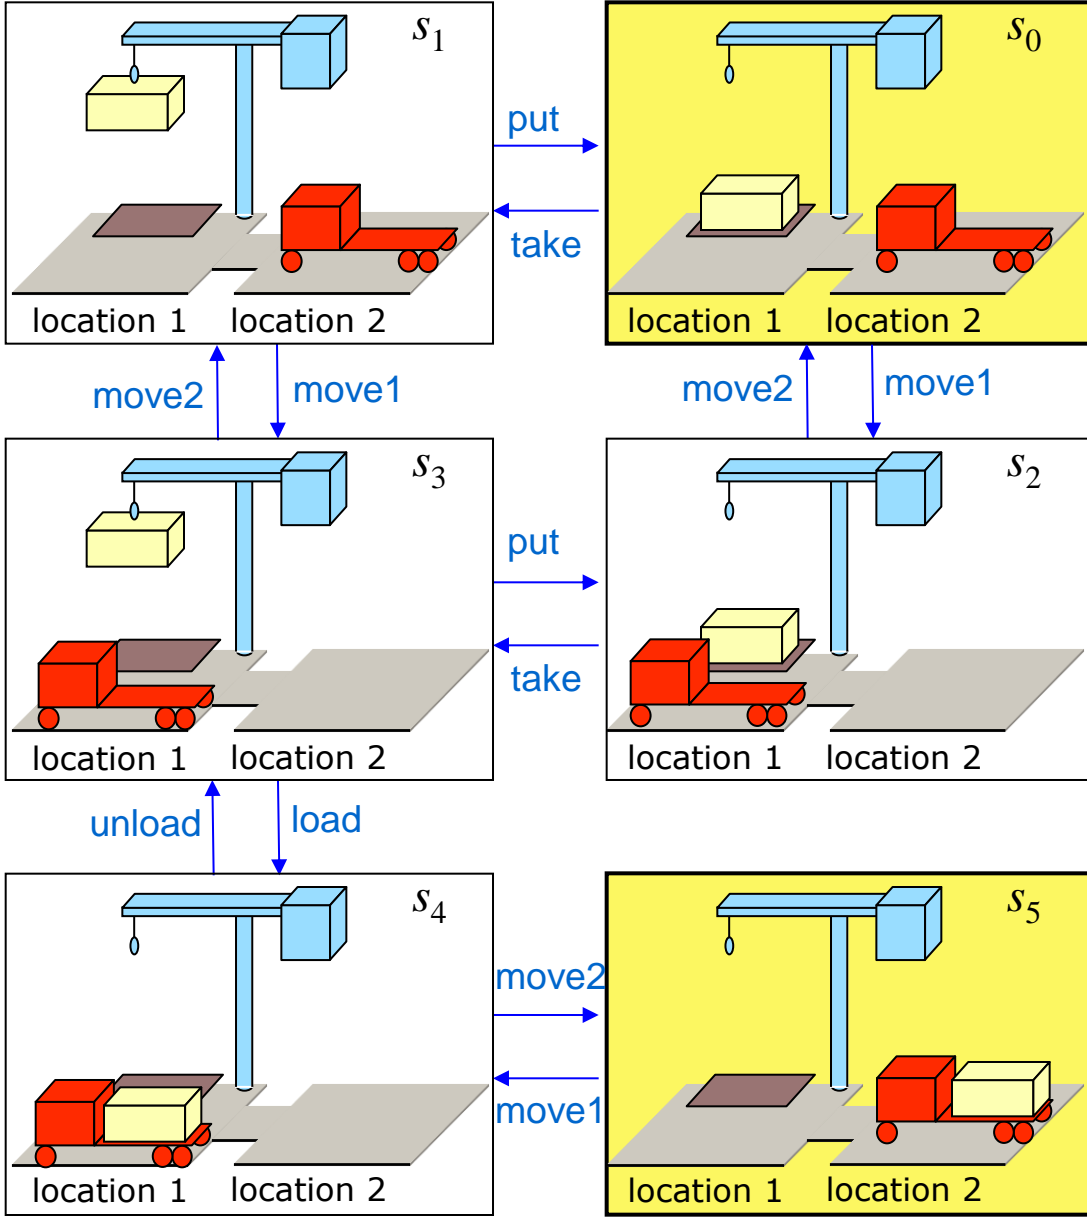 s₁
s₀
put
take
location 1 location 2
location 1 location 2
move2 move1
move2 move1
s₃
s₂
put
take
location 1 location 2
location 1 location 2
unload load
s₄
s₅
move2
move1
location 1 location 2
location 1 location 2